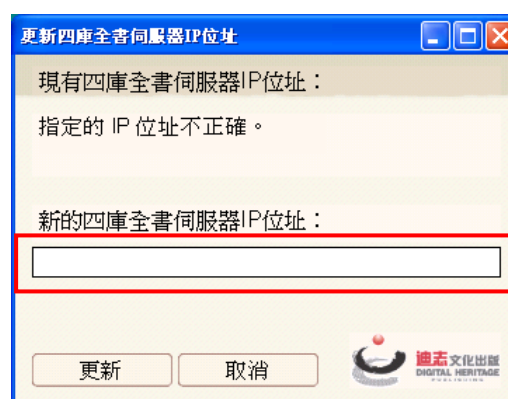 更新四庫全書伺服器IP位址
現有四庫全書伺服器IP位址：
指定的 IP 位址不正確。
新的四庫全書伺服器IP位址：
更新
取消
迪志文化出版
DIGITAL HERITAGE
PUBLISHING